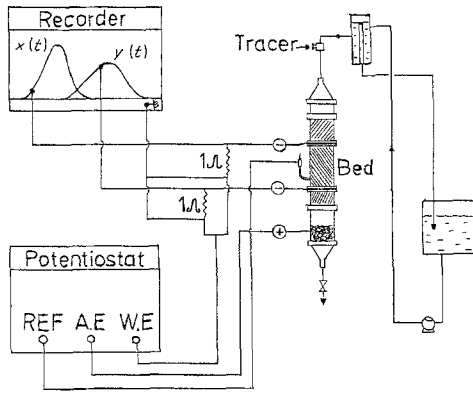 Recorder
x(t)
y(t)
Tracer
1Ω
Bed
1Ω
Potentiostat
REF A.E W.E